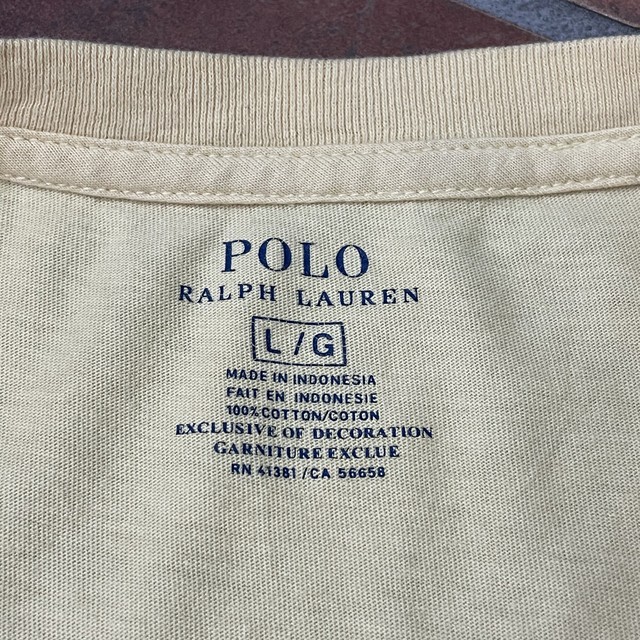 POLO
RALPH LAUREN
L/G
MADE IN INDONESIA
FAIT EN INDONESIE
100% COTTON/COTON
EXCLUSIVE OF DECORATION
GARNITURE EXCLUE
RN 41381 /CA 56658